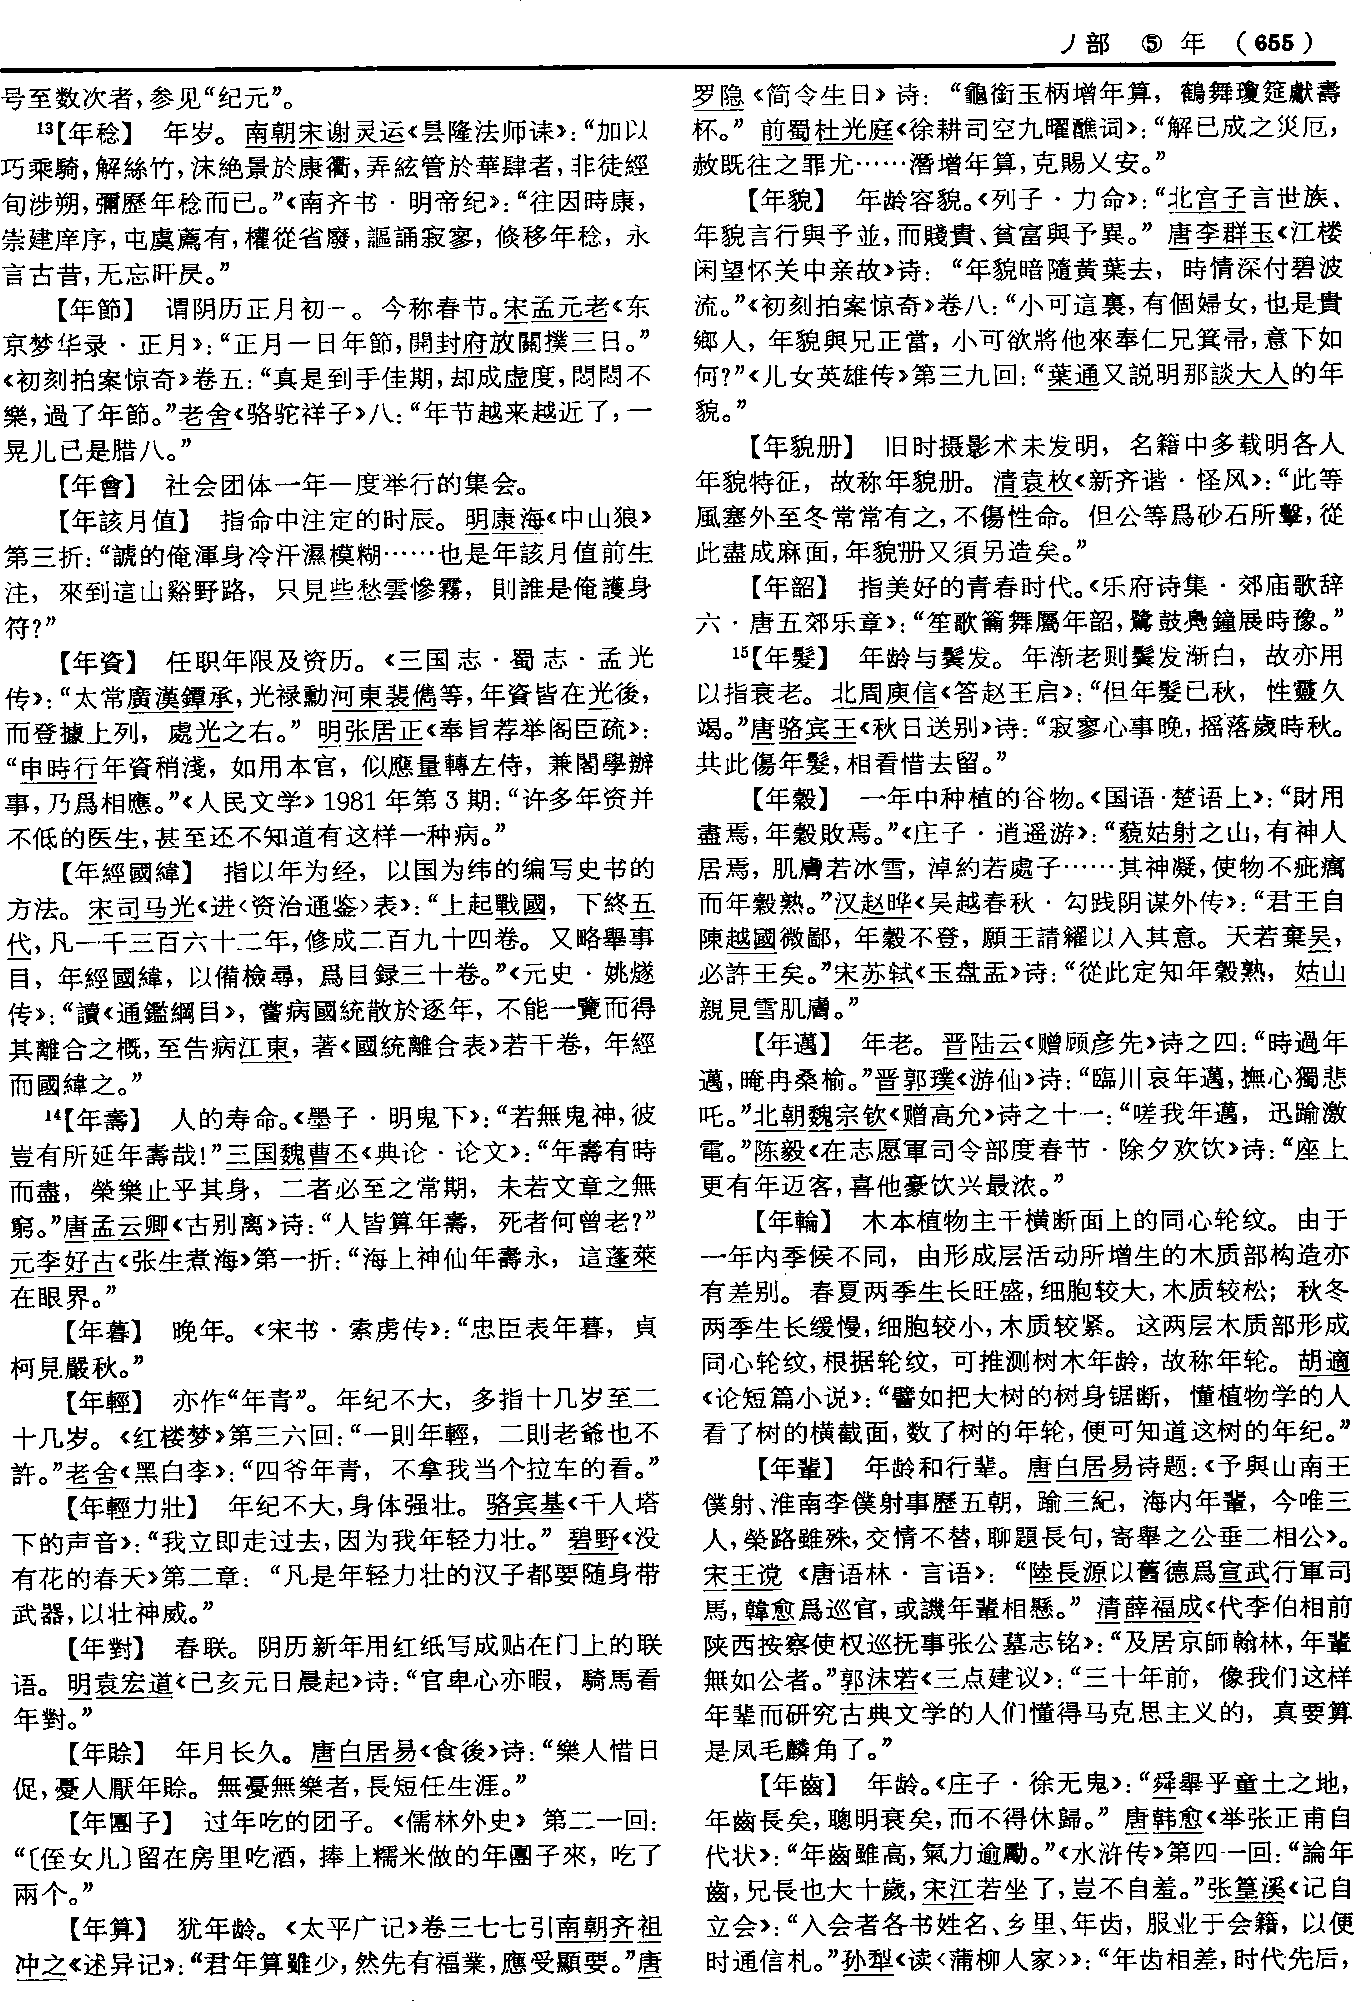 丿部 ⑤ 年 (655)
号至数次者,参见“纪元”。
¹³【年稔】 年岁。南朝宋谢灵运《昙隆法师诔》:“加以
巧乘騎,解絲竹,沫絶景於康衢,弄絃管於華肆者,非徒經
旬涉朔,彌歷年稔而已。”《南齐书·明帝纪》:“往因時康,
崇建庠序,屯虞薦有,權從省廢,謳誦寂寥,倏移年稔,永
言古昔,无忘旰昃。”
【年節】 谓阴历正月初一。今称春节。宋孟元老《东
京梦华录·正月》:“正月一日年節,開封府放關撲三日。”
《初刻拍案惊奇》卷五:“真是到手佳期,却成虚度,悶悶不
樂,過了年節。”老舍《骆驼祥子》八:“年节越来越近了,一
晃儿已是腊八。”
【年會】 社会团体一年一度举行的集会。
【年該月值】 指命中注定的时辰。明康海《中山狼》
第三折:“諕的俺渾身冷汗濕模糊……也是年該月值前生
注,來到這山谿野路,只見些愁雲慘霧,則誰是俺護身
符?”
【年資】 任职年限及资历。《三国志·蜀志·孟光
传》:“太常廣漢鐔承,光禄勳河東裴儁等,年資皆在光後,
而登據上列,處光之右。”明张居正《奉旨荐举阁臣疏》:
“申時行年資稍淺,如用本官,似應量轉左侍,兼閣學辦
事,乃爲相應。”《人民文学》1981年第3期:“许多年资并
不低的医生,甚至还不知道有这样一种病。”
【年經國緯】 指以年为经,以国为纬的编写史书的
方法。宋司马光《进〈资治通鉴〉表》:“上起戰國,下終五
代,凡一千三百六十二年,修成二百九十四卷。又略舉事
目,年經國緯,以備檢尋,爲目録三十卷。”《元史·姚燧
传》:“讀《通鑑綱目》,嘗病國統散於逐年,不能一覽而得
其離合之概,至告病江東,著《國統離合表》若干卷,年經
而國緯之。”
¹⁴【年壽】 人的寿命。《墨子·明鬼下》:“若無鬼神,彼
豈有所延年壽哉!”三国魏曹丕《典论·论文》:“年壽有時
而盡,榮樂止乎其身,二者必至之常期,未若文章之無
窮。”唐孟云卿《古别离》诗:“人皆算年壽,死者何曾老?”
元李好古《张生煮海》第一折:“海上神仙年壽永,這蓬萊
在眼界。”
【年暮】 晚年。《宋书·索虏传》:“忠臣表年暮,貞
柯見嚴秋。”
【年輕】 亦作“年青”。年纪不大,多指十几岁至二
十几岁。《红楼梦》第三六回:“一則年輕,二則老爺也不
許。”老舍《黑白李》:“四爷年青,不拿我当个拉车的看。”
【年輕力壯】 年纪不大,身体强壮。骆宾基《千人塔
下的声音》:“我立即走过去,因为我年轻力壮。”碧野《没
有花的春天》第二章:“凡是年轻力壮的汉子都要随身带
武器,以壮神威。”
【年對】 春联。阴历新年用红纸写成贴在门上的联
语。明袁宏道《己亥元日晨起》诗:“官卑心亦暇,騎馬看
年對。”
【年賒】 年月长久。唐白居易《食後》诗:“樂人惜日
促,憂人厭年賒。無憂無樂者,長短任生涯。”
【年團子】 过年吃的团子。《儒林外史》第二一回:
“〔侄女儿〕留在房里吃酒,捧上糯米做的年團子來,吃了
兩个。”
【年算】 犹年龄。《太平广记》卷三七七引南朝齐祖
冲之《述异记》:“君年算雖少,然先有福業,應受顯要。”唐
罗隐《简令生日》诗:“龜銜玉柄增年算,鶴舞瓊筵獻壽
杯。”前蜀杜光庭《徐耕司空九曜醮词》:“解已成之災厄,
赦既往之罪尤……潛增年算,克賜乂安。”
【年貌】 年龄容貌。《列子·力命》:“北宫子言世族、
年貌言行與予並,而賤貴、貧富與予異。”唐李群玉《江楼
闲望怀关中亲故》诗:“年貌暗隨黄葉去,時情深付碧波
流。”《初刻拍案惊奇》卷八:“小可這裏,有個婦女,也是貴
鄉人,年貌與兄正當,小可欲將他來奉仁兄箕帚,意下如
何?”《儿女英雄传》第三九回:“葉通又説明那談大人的年
貌。”
【年貌册】 旧时摄影术未发明,名籍中多载明各人
年貌特征,故称年貌册。清袁枚《新齐谐·怪风》:“此等
風塞外至冬常常有之,不傷性命。但公等爲砂石所擊,從
此盡成麻面,年貌册又須另造矣。”
【年韶】 指美好的青春时代。《乐府诗集·郊庙歌辞
六·唐五郊乐章》:“笙歌籥舞屬年韶,鷺鼓鳧鐘展時豫。”
¹⁵【年髮】 年龄与鬓发。年渐老则鬓发渐白,故亦用
以指衰老。北周庾信《答赵王启》:“但年髮已秋,性靈久
竭。”唐骆宾王《秋日送别》诗:“寂寥心事晚,摇落歲時秋。
共此傷年髮,相看惜去留。”
【年穀】 一年中种植的谷物。《国语·楚语上》:“財用
盡焉,年穀敗焉。”《庄子·逍遥游》:“藐姑射之山,有神人
居焉,肌膚若冰雪,淖約若處子……其神凝,使物不疵癘
而年穀熟。”汉赵晔《吴越春秋·勾践阴谋外传》:“君王自
陳越國微鄙,年穀不登,願王請糴以入其意。天若棄吴,
必許王矣。”宋苏轼《玉盘盂》诗:“從此定知年穀熟,姑山
親見雪肌膚。”
【年邁】 年老。晋陆云《赠顾彦先》诗之四:“時過年
邁,晻冉桑榆。”晋郭璞《游仙》诗:“臨川哀年邁,撫心獨悲
吒。”北朝魏宗钦《赠高允》诗之十一:“嗟我年邁,迅踰激
電。”陈毅《在志愿軍司令部度春节·除夕欢饮》诗:“座上
更有年迈客,喜他豪饮兴最浓。”
【年輪】 木本植物主干横断面上的同心轮纹。由于
一年内季候不同,由形成层活动所增生的木质部构造亦
有差别。春夏两季生长旺盛,细胞较大,木质较松;秋冬
两季生长缓慢,细胞较小,木质较紧。这两层木质部形成
同心轮纹,根据轮纹,可推测树木年龄,故称年轮。胡適
《论短篇小说》:“譬如把大树的树身锯断,懂植物学的人
看了树的横截面,数了树的年轮,便可知道这树的年纪。”
【年輩】 年龄和行辈。唐白居易诗题:《予與山南王
僕射、淮南李僕射事歷五朝,踰三紀,海内年輩,今唯三
人,榮路雖殊,交情不替,聊題長句,寄舉之公垂二相公》。
宋王谠《唐语林·言语》:“陸長源以舊德爲宣武行軍司
馬,韓愈爲巡官,或譏年輩相懸。”清薛福成《代李伯相前
陕西按察使权巡抚事张公墓志铭》:“及居京師翰林,年輩
無如公者。”郭沫若《三点建议》:“三十年前,像我们这样
年辈而研究古典文学的人们懂得马克思主义的,真要算
是凤毛麟角了。”
【年齒】 年龄。《庄子·徐无鬼》:“舜舉乎童土之地,
年齒長矣,聰明衰矣,而不得休歸。”唐韩愈《举张正甫自
代状》:“年齒雖高,氣力逾勵。”《水浒传》第四一回:“論年
齒,兄長也大十歲,宋江若坐了,豈不自羞。”张篁溪《记自
立会》:“入会者各书姓名、乡里、年齿,服业于会籍,以便
时通信札。”孙犁《读〈蒲柳人家〉》:“年齿相差,时代先后,